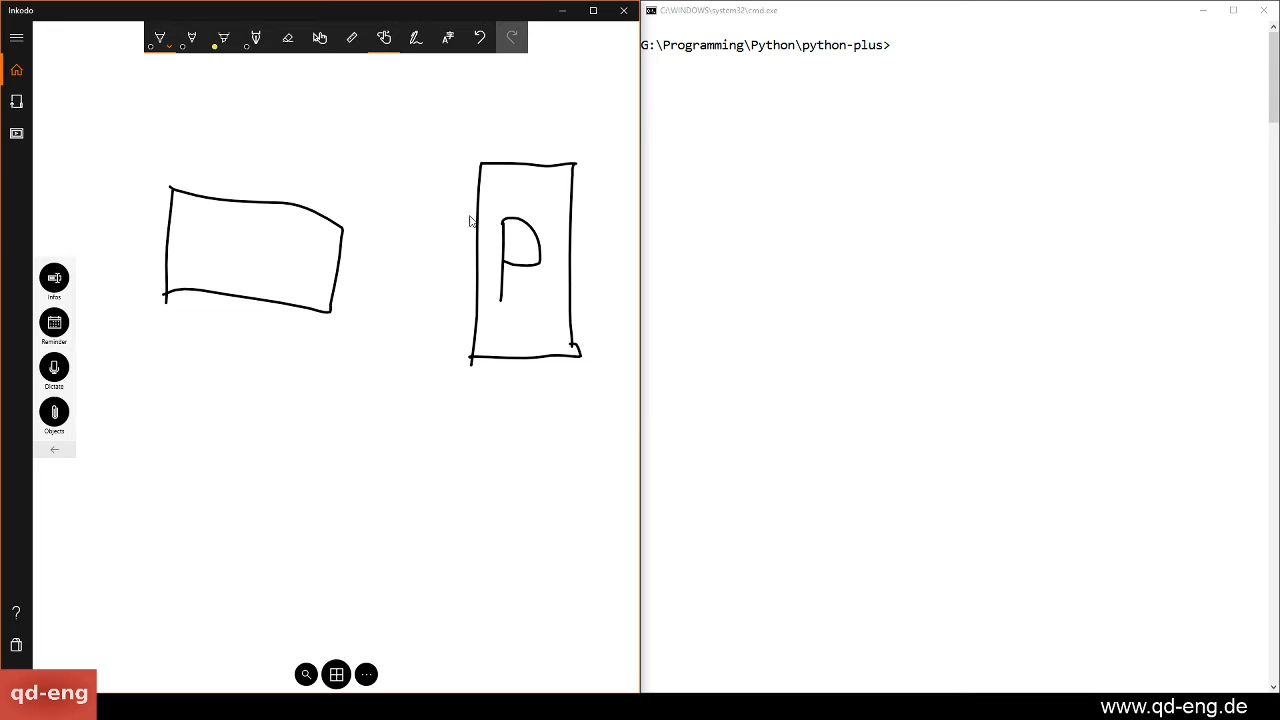 Inkodo
C:\WINDOWS\system32\cmd.exe
G:\Programming\Python\python-plus>
P
Infos
Reminder
Dictate
Objects
qd-eng
www.qd-eng.de